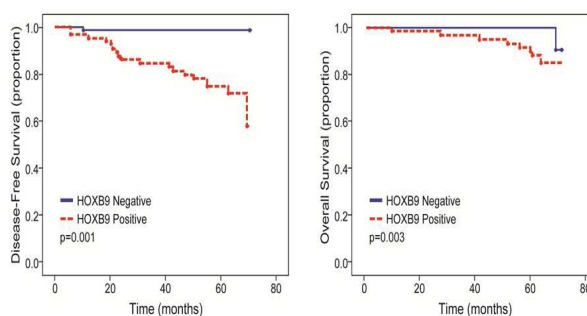 Disease-Free Survival (proportion)
1.0
0.8
0.6
0.4
0.2
0.0
HOXB9 Negative
HOXB9 Positive
p=0.001
0 20 40 60 80
Time (months)
Overall Survival (proportion)
1.0
0.8
0.6
0.4
0.2
0.0
HOXB9 Negative
HOXB9 Positive
p=0.003
0 20 40 60 80
Time (months)